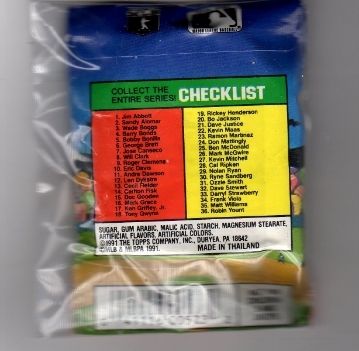 COLLECT THE
ENTIRE SERIES! CHECKLIST
1. Jim Abbott
2. Sandy Alomar
3. Wade Boggs
4. Barry Bonds
5. Bobby Bonilla
6. George Brett
7. Jose Canseco
8. Will Clark
9. Roger Clemens
10. Eric Davis
11. Andre Dawson
12. Len Dykstra
13. Cecil Fielder
14. Carlton Fisk
15. Doc Gooden
16. Mark Grace
17. Ken Griffey, Jr.
18. Tony Gwynn
19. Rickey Henderson
20. Bo Jackson
21. Dave Justice
22. Kevin Maas
23. Ramon Martinez
24. Don Mattingly
25. Ben McDonald
26. Mark McGwire
27. Kevin Mitchell
28. Cal Ripken
29. Nolan Ryan
30. Ryne Sandberg
31. Ozzie Smith
32. Dave Stewart
33. Darryl Strawberry
34. Frank Viola
35. Matt Williams
36. Robin Yount
SUGAR, GUM ARABIC, MALIC ACID, STARCH, MAGNESIUM STEARATE,
ARTIFICIAL FLAVORS, ARTIFICIAL COLORS.
©1991 THE TOPPS COMPANY, INC., DURYEA, PA 18642
©MLB & MLBPA 1991. MADE IN THAILAND